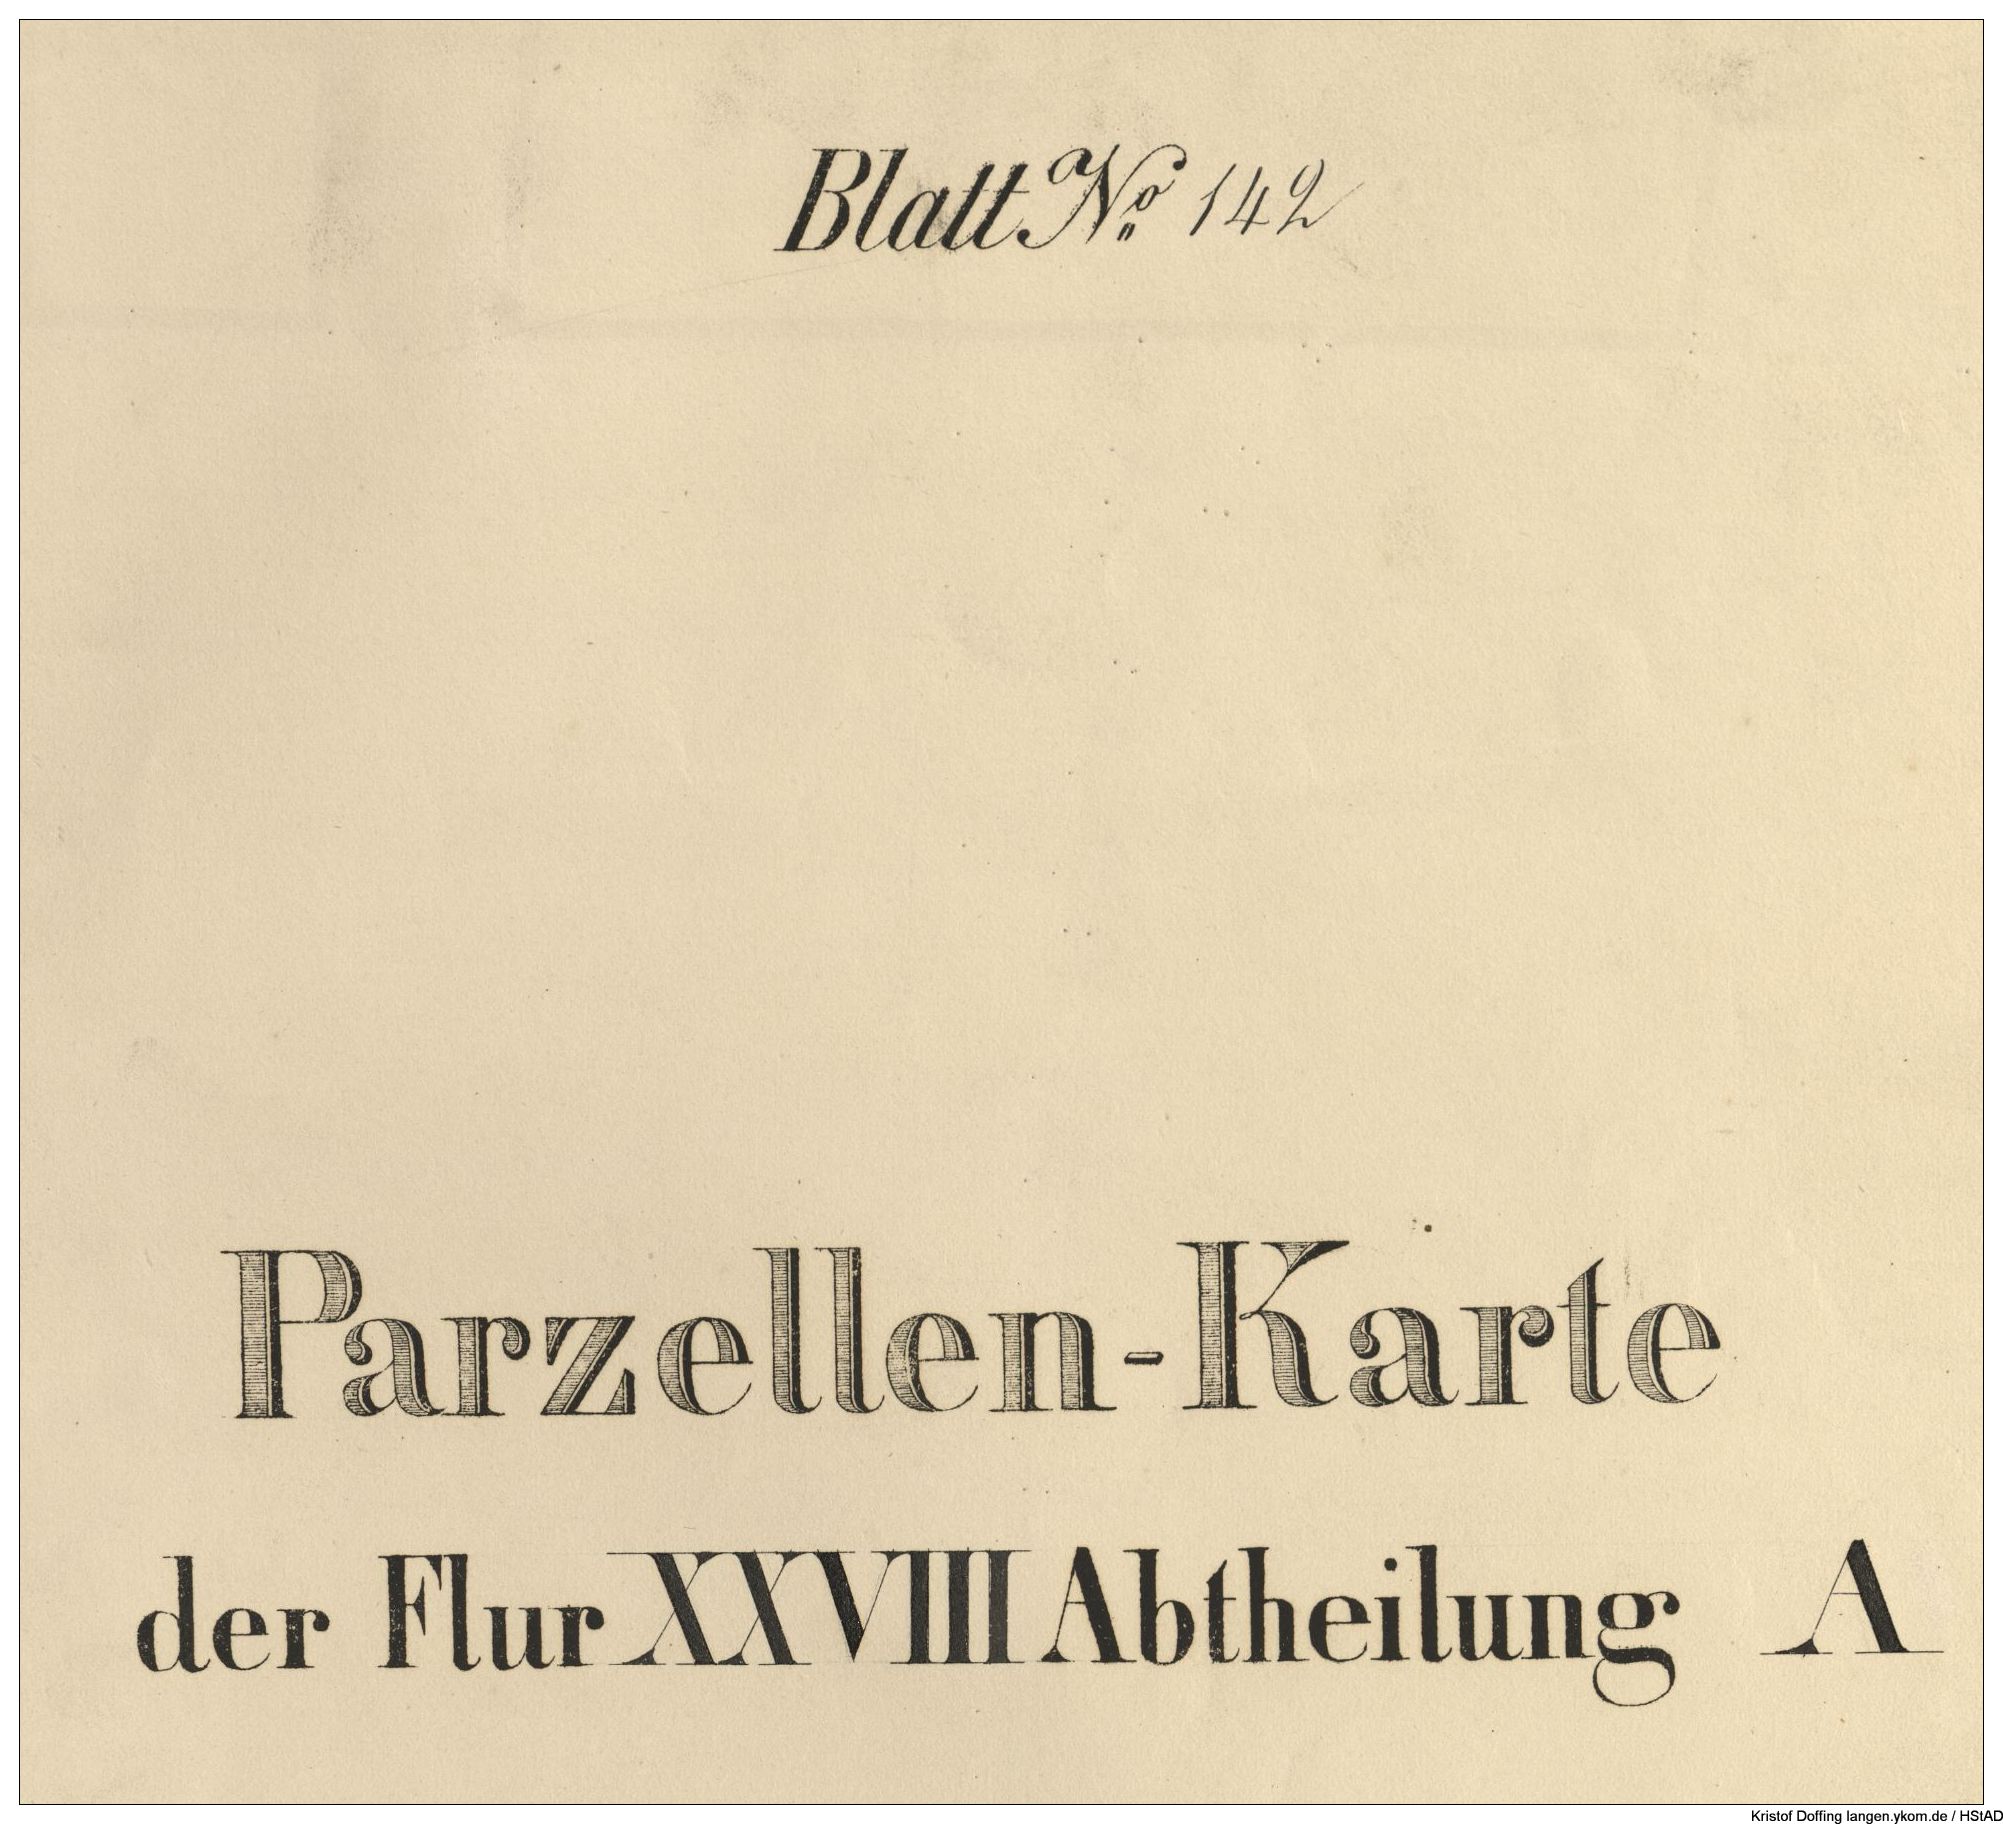 Blatt No 142
Parzellen-Karte
der Flur XXVIII Abtheilung A
Kristof Doffing langen.ykom.de / HStAD